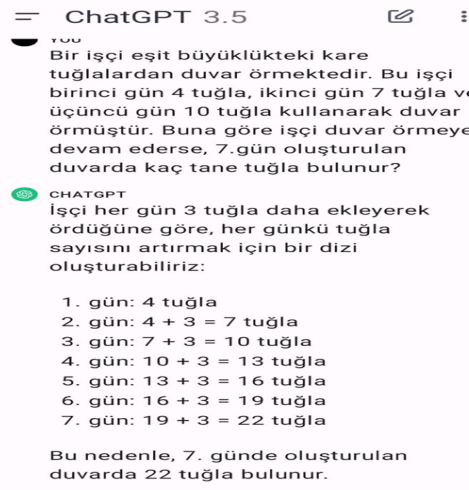 ChatGPT 3.5
YOU
Bir işçi eşit büyüklükteki kare
tuğlalardan duvar örmektedir. Bu işçi
birinci gün 4 tuğla, ikinci gün 7 tuğla ve
üçüncü gün 10 tuğla kullanarak duvar
örmüştür. Buna göre işçi duvar örmeye
devam ederse, 7.gün oluşturulan
duvarda kaç tane tuğla bulunur?
CHATGPT
İşçi her gün 3 tuğla daha ekleyerek
ördüğüne göre, her günkü tuğla
sayısını artırmak için bir dizi
oluşturabiliriz:
1. gün: 4 tuğla
2. gün: 4 + 3 = 7 tuğla
3. gün: 7 + 3 = 10 tuğla
4. gün: 10 + 3 = 13 tuğla
5. gün: 13 + 3 = 16 tuğla
6. gün: 16 + 3 = 19 tuğla
7. gün: 19 + 3 = 22 tuğla
Bu nedenle, 7. günde oluşturulan
duvarda 22 tuğla bulunur.